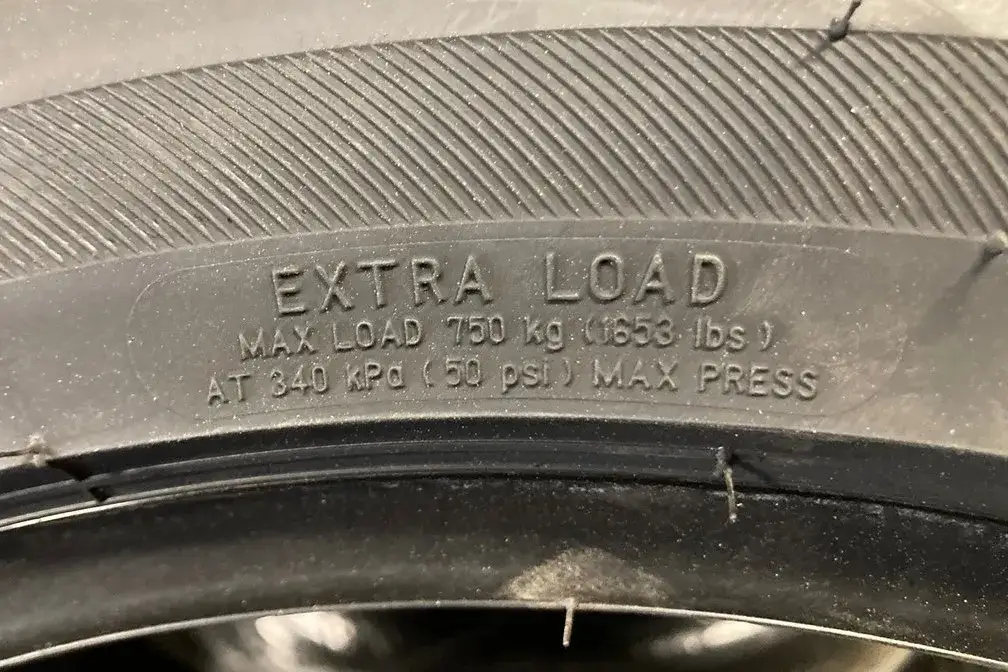 EXTRA LOAD
MAX LOAD 750 kg (1653 lbs)
AT 340 kPa (50 psi) MAX PRESS